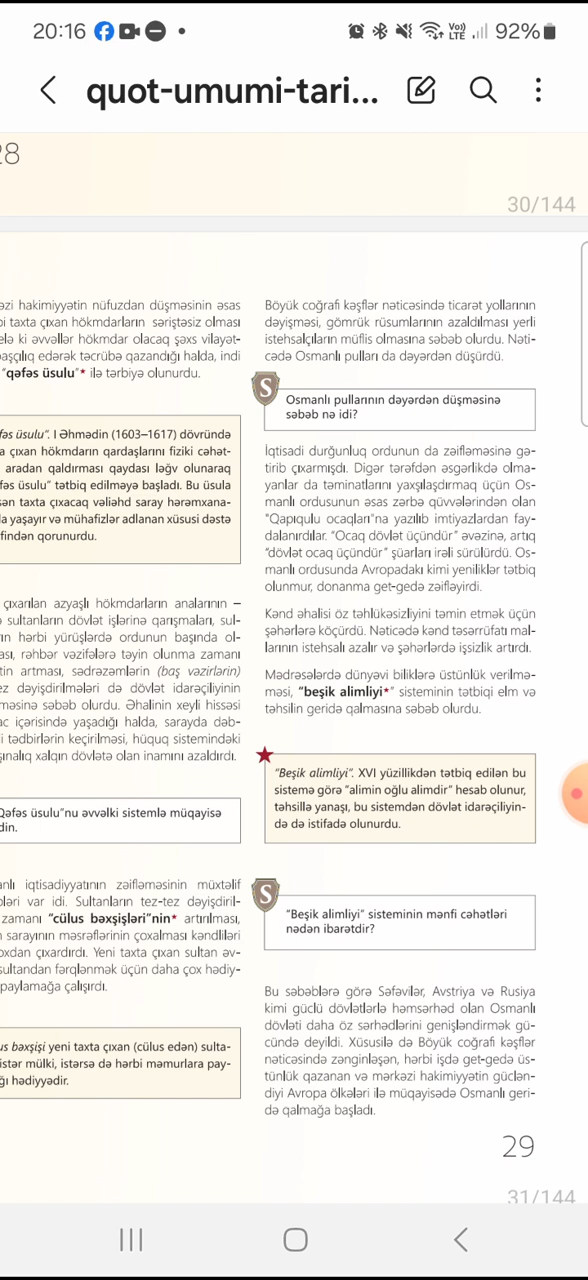 20:16
Vo))
LTE
92%
quot-umumi-tari...
28
30/144
hakimiyyətin nüfuzdan düşməsinin əsas
taxta çıxan hökmdarların səriştəsiz olması
ki əvvəllər hökmdar olacaq şəxs vilayət-
başçılıq edərək təcrübə qazandığı halda, indi
"qəfəs üsulu"* ilə tərbiyə olunurdu.
üsulu". I Əhmədin (1603–1617) dövründə
çıxan hökmdarın qardaşlarını fiziki cəhət-
aradan qaldırması qaydası ləğv olunaraq
üsulu" tətbiq edilməyə başladı. Bu üsula
taxta çıxacaq vəliəhd saray hərəmxana-
yaşayır və mühafizlər adlanan xüsusi dəstə
qorunurdu.
çıxarılan azyaşlı hökmdarların analarının –
sultanların dövlət işlərinə qarışmaları, sul-
hərbi yürüşlərdə ordunun başında ol-
rəhbər vəzifələrə təyin olunma zamanı
artması, sədrəzəmlərin (baş vəzirlərin)
dəyişdirilmələri də dövlət idarəçiliyinin
səbəb olurdu. Əhalinin xeyli hissəsi
içərisində yaşadığı halda, sarayda dəb-
tədbirlərin keçirilməsi, hüquq sistemindəki
xalqın dövlətə olan inamını azaldırdı.
Qəfəs üsulu"nu əvvəlki sistemlə müqayisə
din.
iqtisadiyyatının zəifləməsinin müxtəlif
var idi. Sultanların tez-tez dəyişdiril-
zamanı "cülus bəxşişləri"nin* artırılması,
sarayının məsrəflərinin çoxalması kəndliləri
çıxardırdı. Yeni taxta çıxan sultan əv-
sultandan fərqlənmək üçün daha çox hədiy-
paylamağa çalışırdı.
bəxşişi yeni taxta çıxan (cülus edən) sulta-
istər mülki, istərsə də hərbi məmurlara pay-
hədiyyədir.
Böyük coğrafi kəşflər nəticəsində ticarət yollarının
dəyişməsi, gömrük rüsumlarının azaldılması yerli
istehsalçıların müflis olmasına səbəb olurdu. Nəti-
cədə Osmanlı pulları da dəyərdən düşürdü.
S
Osmanlı pullarının dəyərdən düşməsinə
səbəb nə idi?
İqtisadi durğunluq ordunun da zəifləməsinə gə-
tirib çıxarmışdı. Digər tərəfdən əsgərlikdə olma-
yanlar da təminatlarını yaxşılaşdırmaq üçün Os-
manlı ordusunun əsas zərbə qüvvələrindən olan
"Qapıqulu ocaqları"na yazılıb imtiyazlardan fay-
dalanırdılar. "Ocaq dövlət üçündür" əvəzinə, artıq
"dövlət ocaq üçündür" şüarları irəli sürülürdü. Os-
manlı ordusunda Avropadakı kimi yeniliklər tətbiq
olunmur, donanma get-gedə zəifləyirdi.
Kənd əhalisi öz təhlükəsizliyini təmin etmək üçün
şəhərlərə köçürdü. Nəticədə kənd təsərrüfatı mal-
larının istehsalı azalır və şəhərlərdə işsizlik artırdı.
Mədrəsələrdə dünyəvi biliklərə üstünlük verilmə-
məsi, "beşik alimliyi*" sisteminin tətbiqi elm və
təhsilin geridə qalmasına səbəb olurdu.
"Beşik alimliyi". XVI yüzillikdən tətbiq edilən bu
sistemə görə "alimin oğlu alimdir" hesab olunur,
təhsillə yanaşı, bu sistemdən dövlət idarəçiliyin-
də də istifadə olunurdu.
S
"Beşik alimliyi" sisteminin mənfi cəhətləri
nədən ibarətdir?
Bu səbəblərə görə Səfəvilər, Avstriya və Rusiya
kimi güclü dövlətlərlə həmsərhəd olan Osmanlı
dövləti daha öz sərhədlərini genişləndirmək gü-
cündə deyildi. Xüsusilə də Böyük coğrafi kəşflər
nəticəsində zənginləşən, hərbi işdə get-gedə üs-
tünlük qazanan və mərkəzi hakimiyyətin güclən-
diyi Avropa ölkələri ilə müqayisədə Osmanlı geri-
də qalmağa başladı.
29
31/144